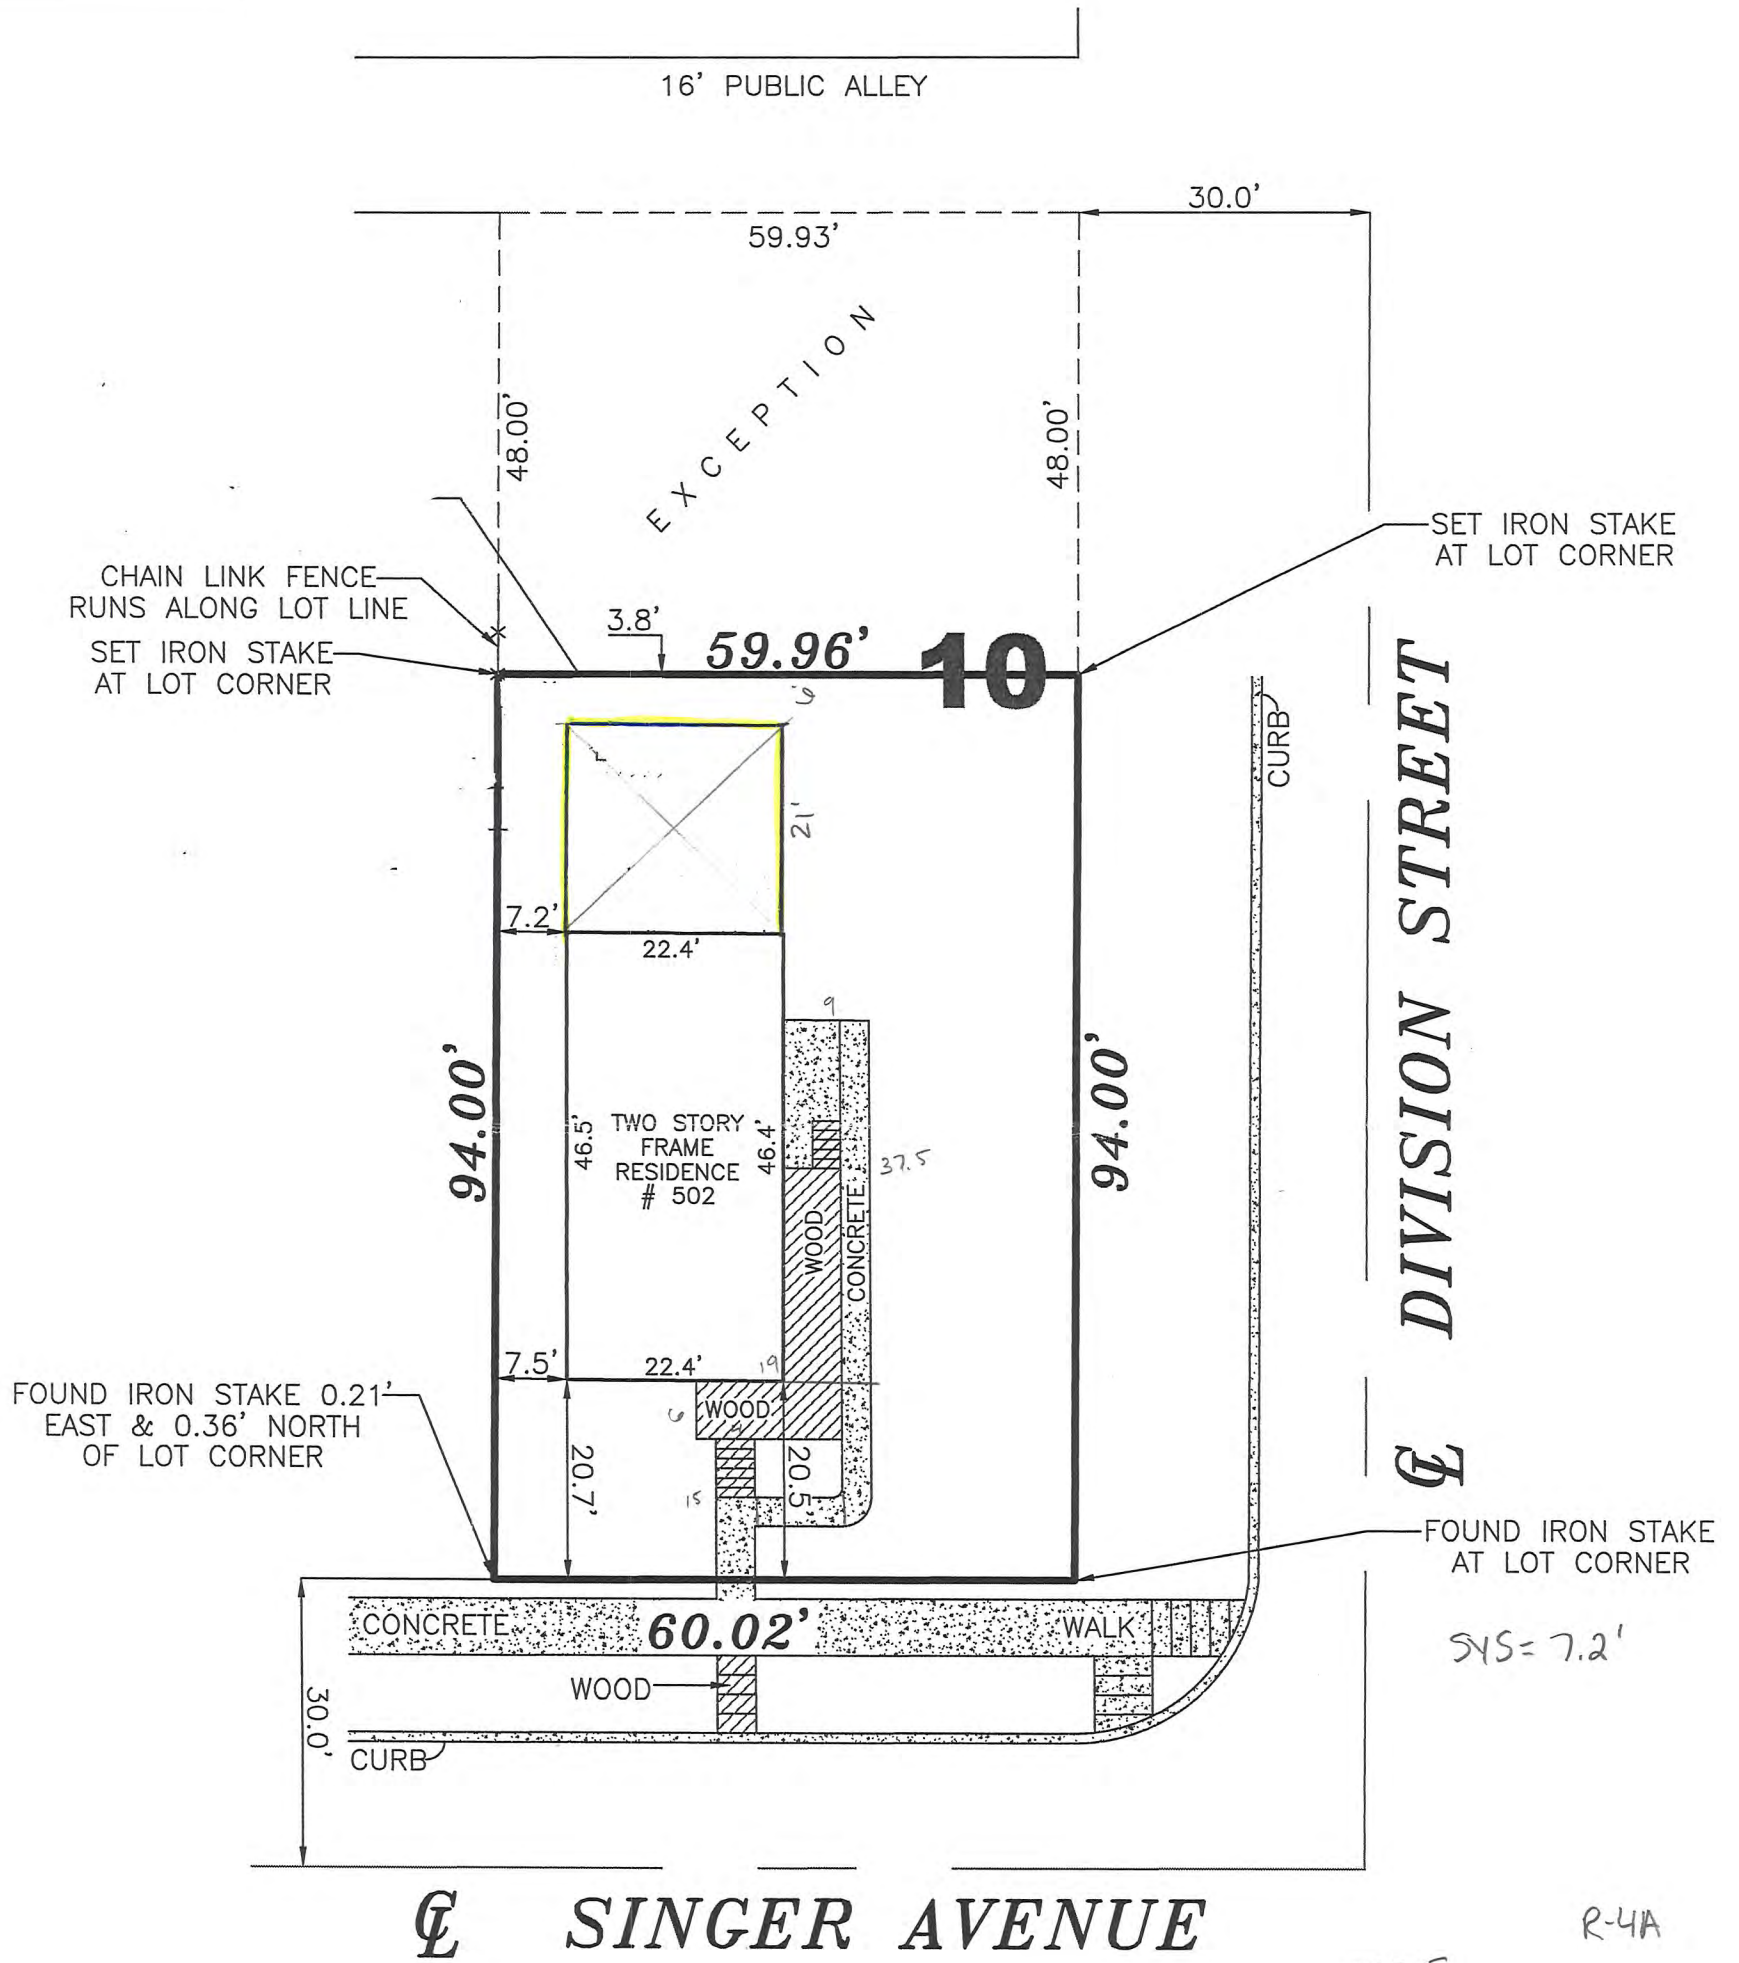 16' PUBLIC ALLEY
30.0'
59.93'
EXCEPTION
48.00'
48.00'
SET IRON STAKE
AT LOT CORNER
CHAIN LINK FENCE
RUNS ALONG LOT LINE
SET IRON STAKE
AT LOT CORNER
3.8'
59.96'
10
CURB
21'
7.2'
22.4'
9
DIVISION STREET
94.00'
46.5'
TWO STORY
FRAME
RESIDENCE
# 502
46.4'
37.5
94.00'
WOOD
CONCRETE
7.5'
22.4'
19
FOUND IRON STAKE 0.21'
EAST & 0.36' NORTH
OF LOT CORNER
6
WOOD
20.7'
20.5'
15
℄
FOUND IRON STAKE
AT LOT CORNER
CONCRETE
60.02'
WALK
SYS= 7.2'
WOOD
30.0'
CURB
℄ SINGER AVENUE
R-4A